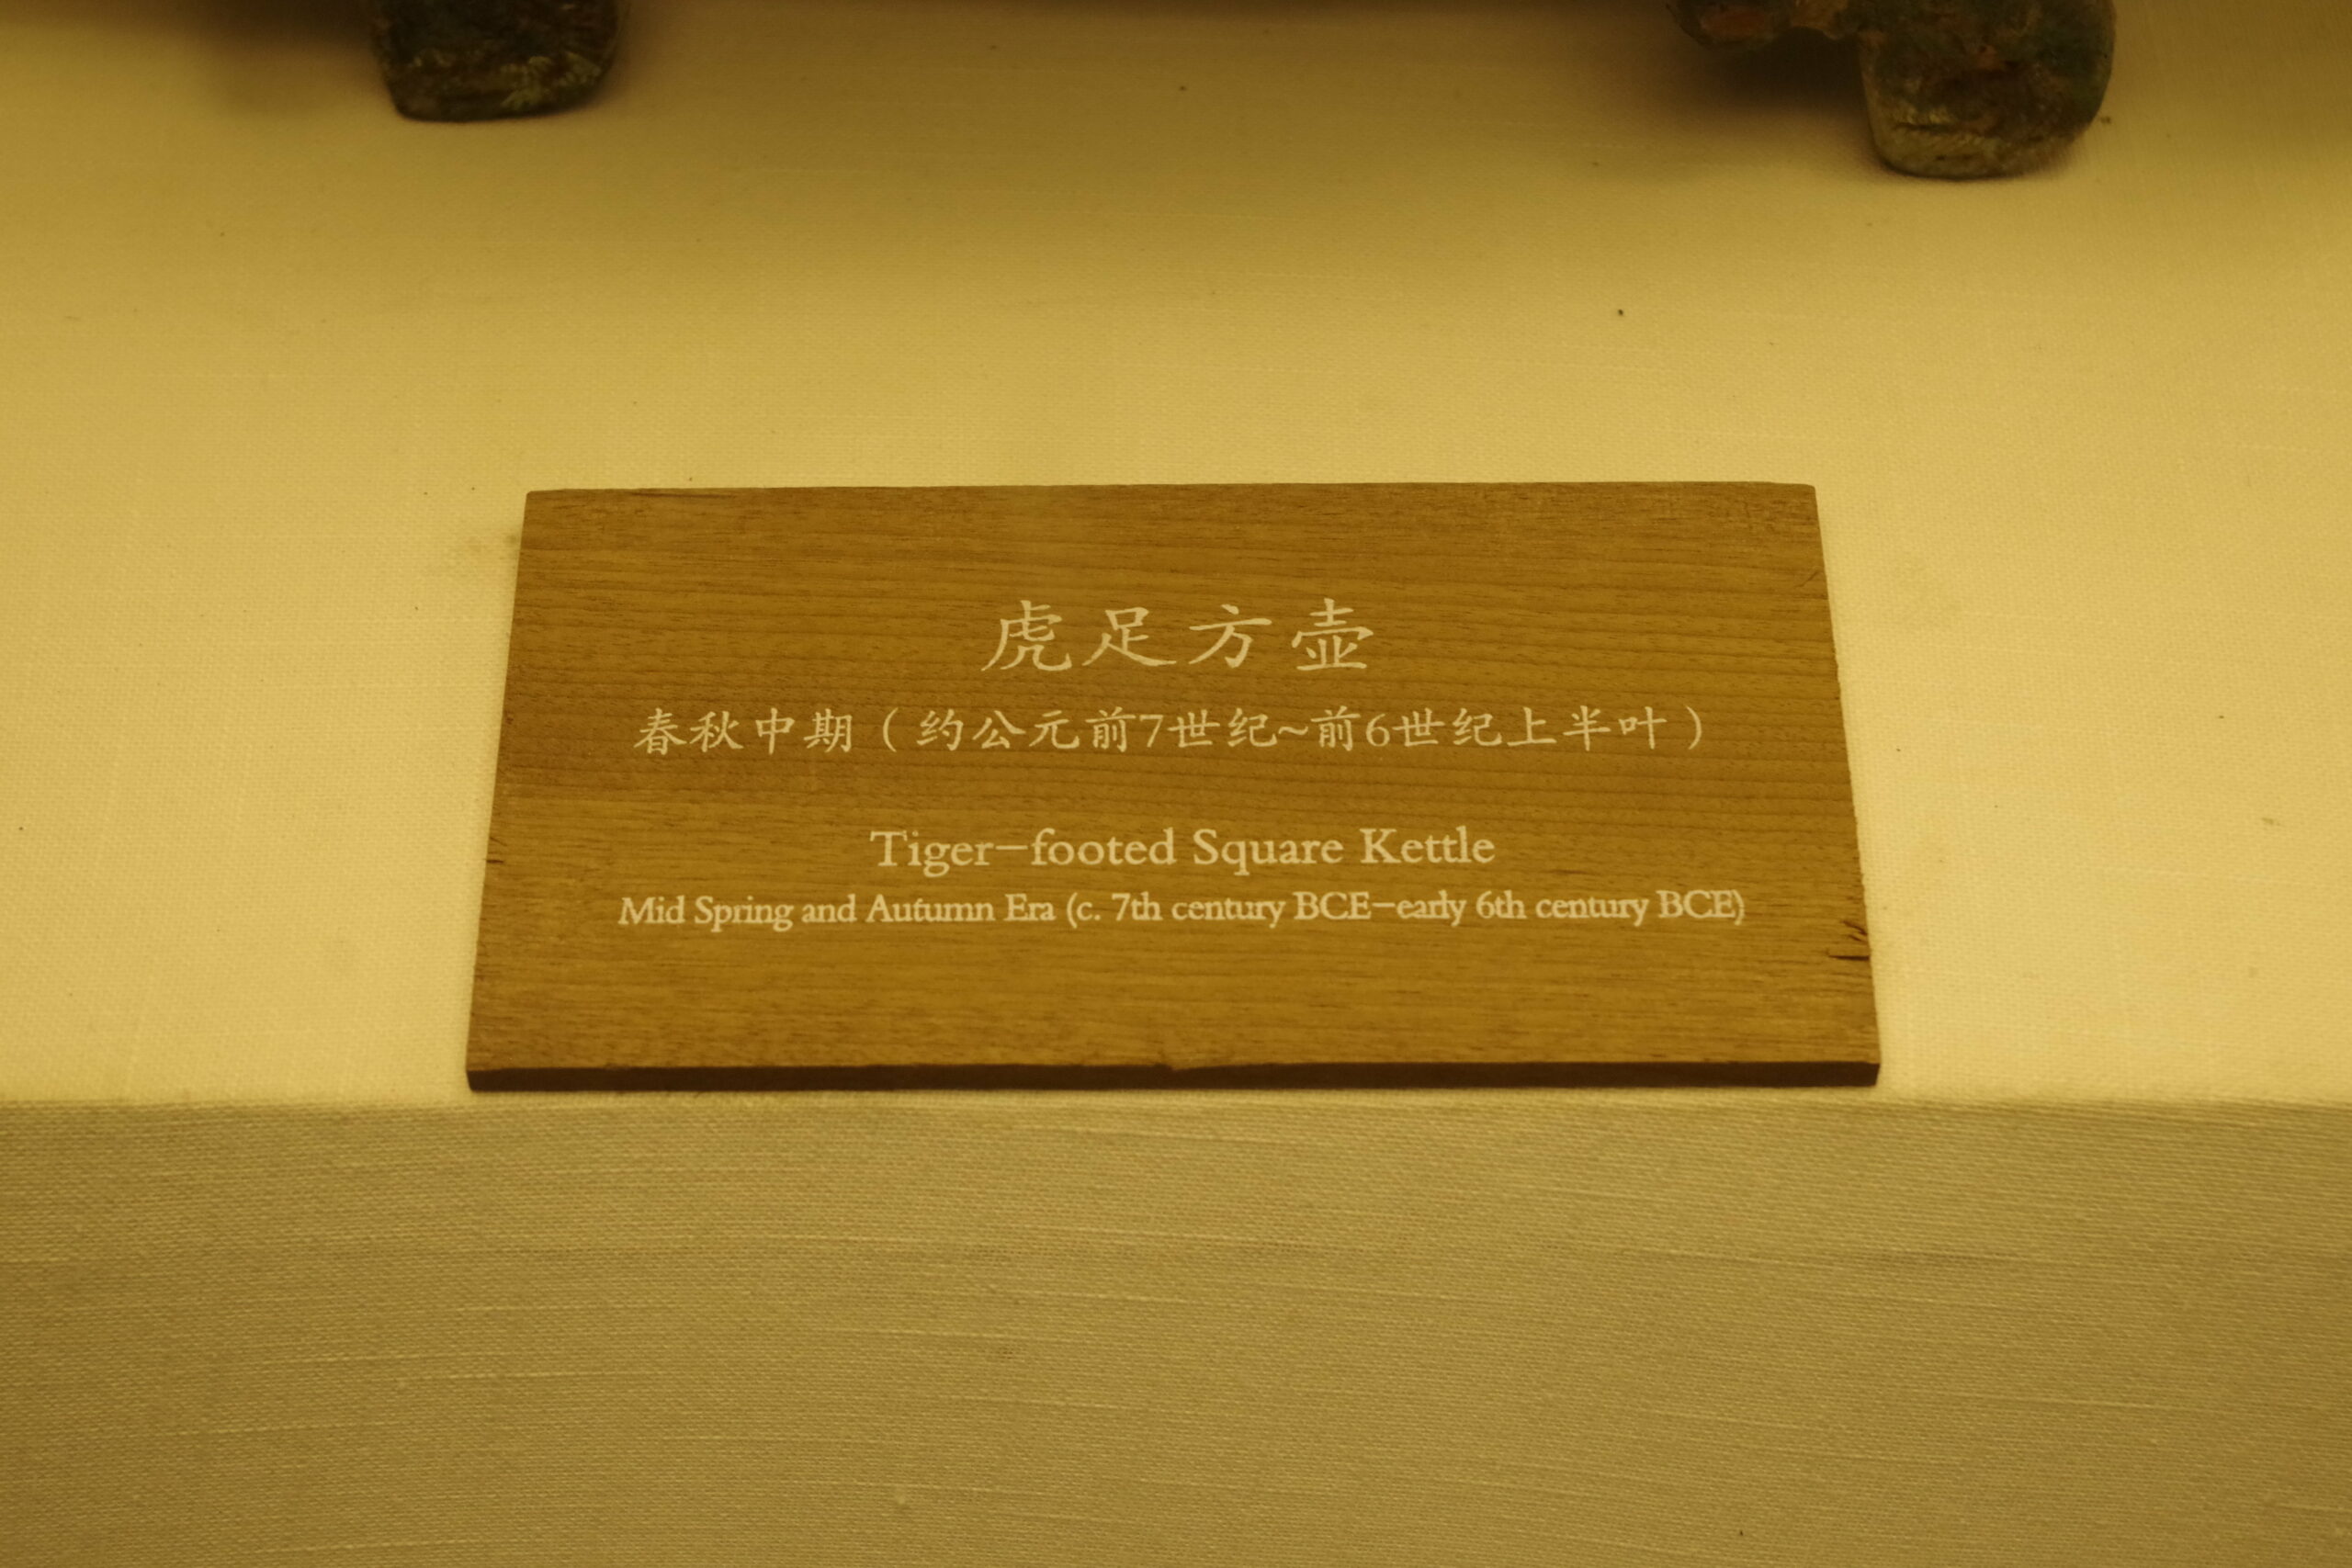 虎足方壶
春秋中期（约公元前7世纪~前6世纪上半叶）
Tiger-footed Square Kettle
Mid Spring and Autumn Era (c. 7th century BCE-early 6th century BCE)